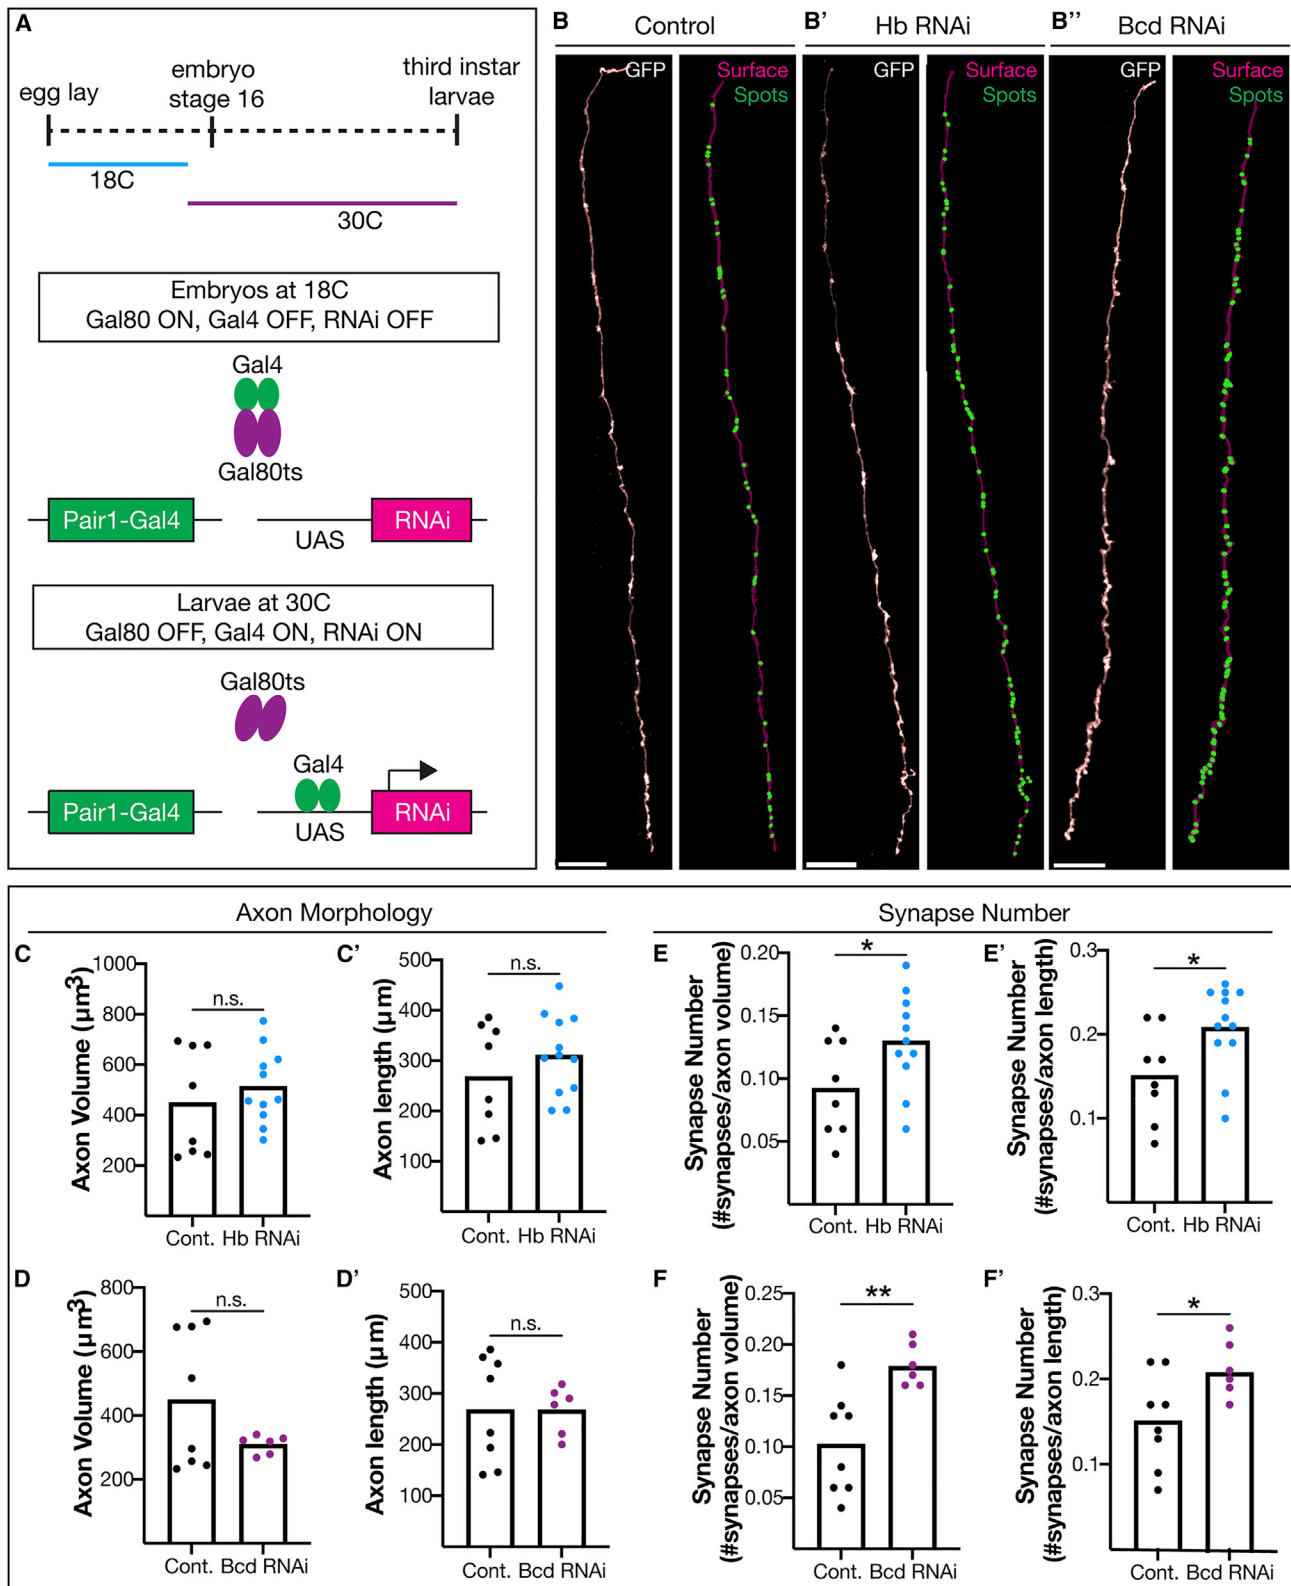 A
egg lay
embryo
stage 16
third instar
larvae
18C
30C
Embryos at 18C
Gal80 ON, Gal4 OFF, RNAi OFF
Gal4
Gal80ts
Pair1-Gal4
UAS
RNAi
Larvae at 30C
Gal80 OFF, Gal4 ON, RNAi ON
Gal80ts
Gal4
Pair1-Gal4
UAS
RNAi
B
Control
GFP
Surface
Spots
B'
Hb RNAi
GFP
Surface
Spots
B''
Bcd RNAi
GFP
Surface
Spots
Axon Morphology
Synapse Number
C
Axon Volume (µm3)
1000
800
600
400
200
n.s.
Cont. Hb RNAi
C'
Axon length (µm)
500
400
300
200
100
n.s.
Cont. Hb RNAi
E
Synapse Number
(#synapses/axon volume)
0.20
0.15
0.10
0.05
*
Cont. Hb RNAi
E'
Synapse Number
(#synapses/axon length)
0.3
0.2
0.1
*
Cont. Hb RNAi
D
Axon Volume (µm3)
800
600
400
200
n.s.
Cont. Bcd RNAi
D'
Axon length (µm)
500
400
300
200
100
n.s.
Cont. Bcd RNAi
F
Synapse Number
(#synapses/axon volume)
0.25
0.20
0.15
0.10
0.05
**
Cont. Bcd RNAi
F'
Synapse Number
(#synapses/axon length)
0.3
0.2
0.1
*
Cont. Bcd RNAi